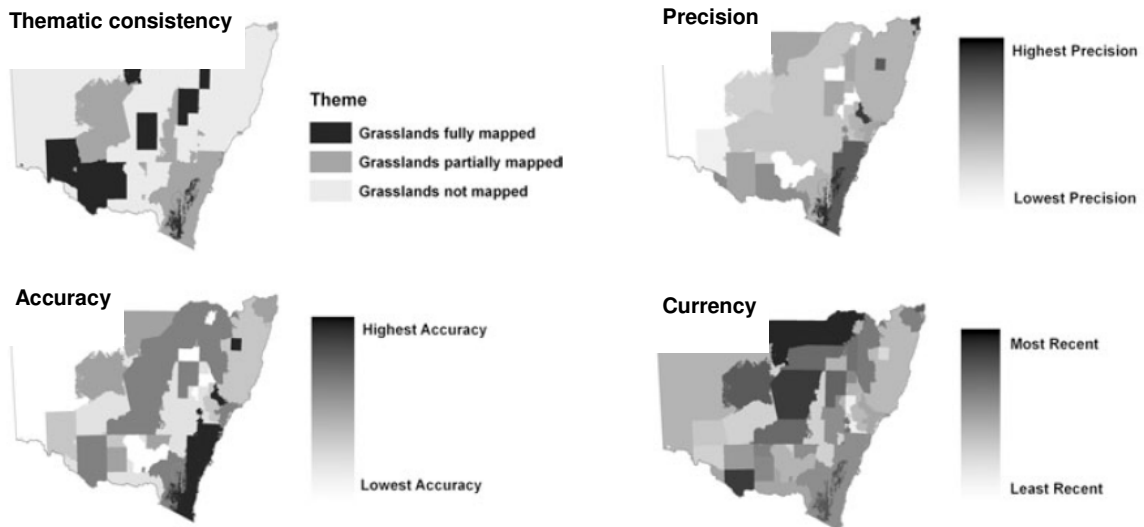 Thematic consistency
Theme
Grasslands fully mapped
Grasslands partially mapped
Grasslands not mapped
Precision
Highest Precision
Lowest Precision
Accuracy
Highest Accuracy
Lowest Accuracy
Currency
Most Recent
Least Recent